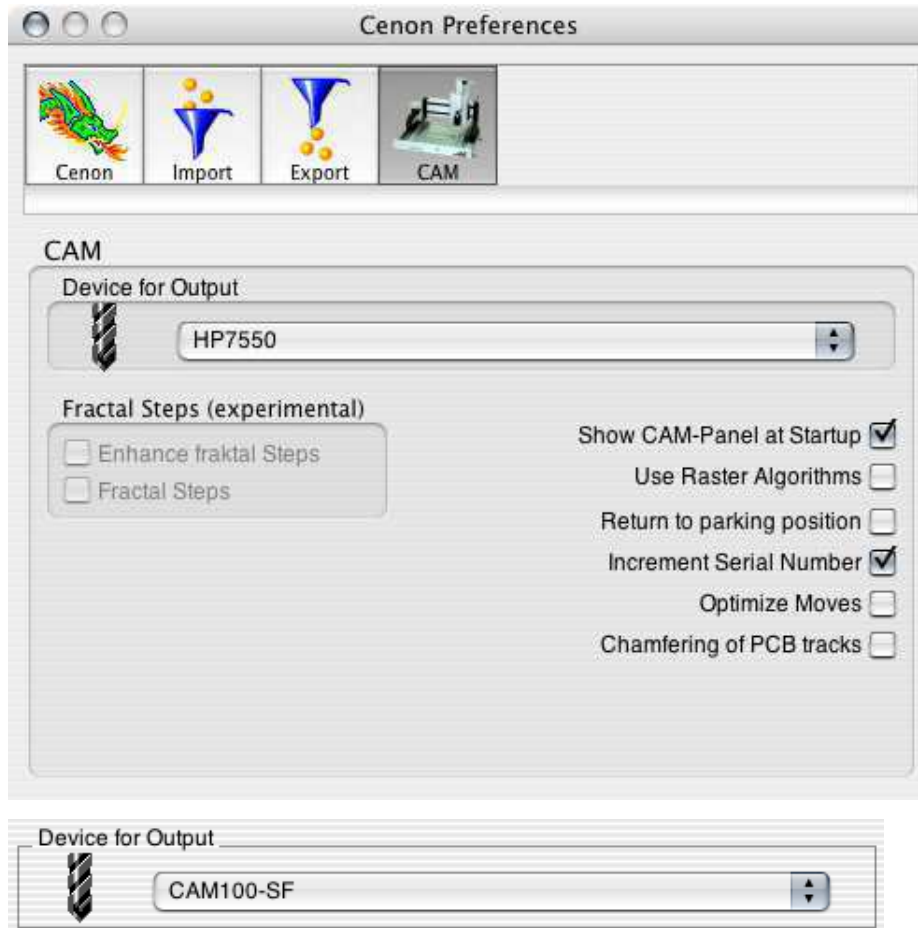 Cenon Preferences
Cenon Import Export CAM
CAM
Device for Output
HP7550
Fractal Steps (experimental)
Enhance fraktal Steps
Fractal Steps
Show CAM-Panel at Startup
Use Raster Algorithms
Return to parking position
Increment Serial Number
Optimize Moves
Chamfering of PCB tracks
Device for Output
CAM100-SF